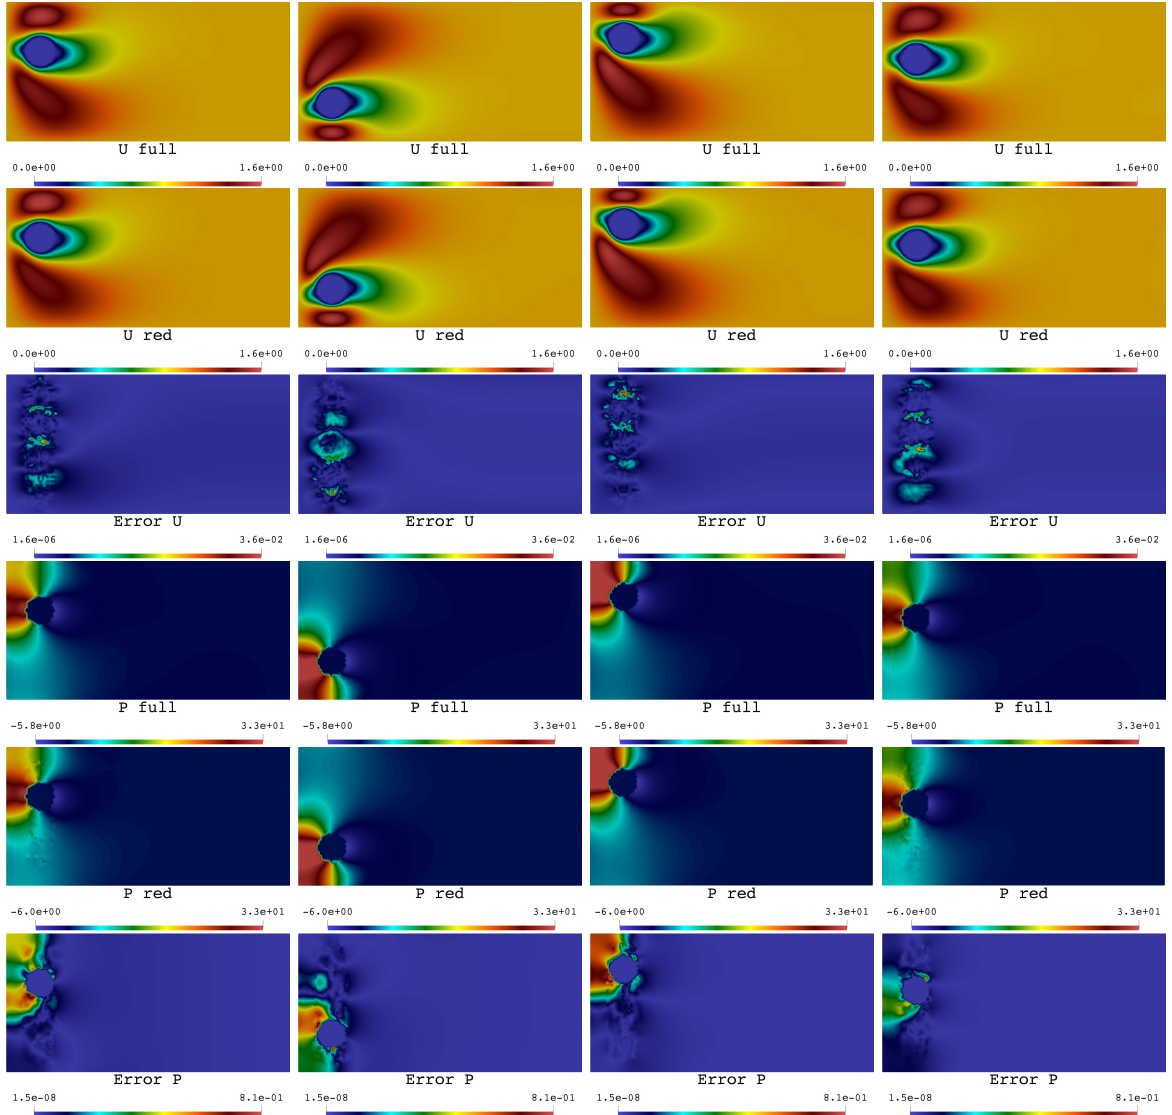 U full U full U full U full
0.0e+00 1.6e+00 0.0e+00 1.6e+00 0.0e+00 1.6e+00 0.0e+00 1.6e+00
U red U red U red U red
0.0e+00 1.6e+00 0.0e+00 1.6e+00 0.0e+00 1.6e+00 0.0e+00 1.6e+00
Error U Error U Error U Error U
1.6e-06 3.6e-02 1.6e-06 3.6e-02 1.6e-06 3.6e-02 1.6e-06 3.6e-02
P full P full P full P full
-5.8e+00 3.3e+01 -5.8e+00 3.3e+01 -5.8e+00 3.3e+01 -5.8e+00 3.3e+01
P red P red P red P red
-6.0e+00 3.3e+01 -6.0e+00 3.3e+01 -6.0e+00 3.3e+01 -6.0e+00 3.3e+01
Error P Error P Error P Error P
1.5e-08 8.1e-01 1.5e-08 8.1e-01 1.5e-08 8.1e-01 1.5e-08 8.1e-01